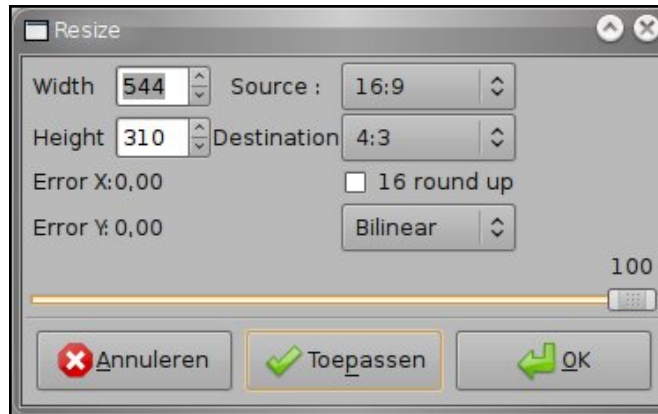 Resize
Width 544 Source : 16:9
Height 310 Destination 4:3
Error X: 0,00 16 round up
Error Y: 0,00 Bilinear
100
Annuleren Toepassen OK